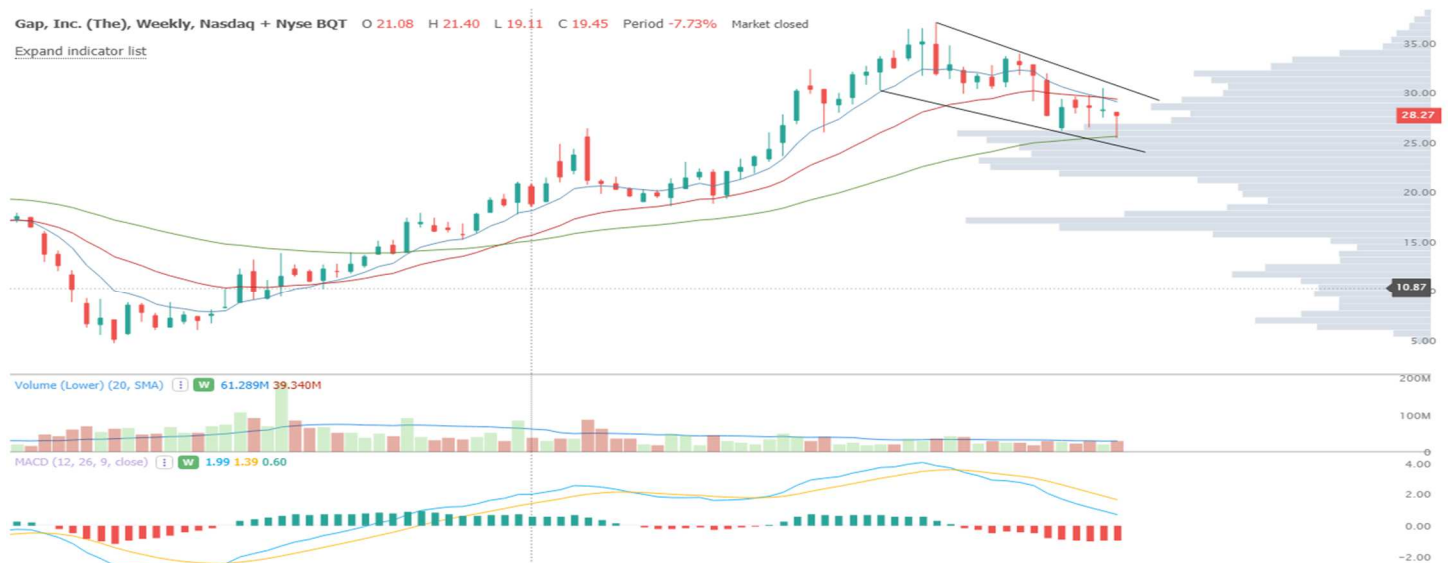 Gap, Inc. (The), Weekly, Nasdaq + Nyse BQT O 21.08 H 21.40 L 19.11 C 19.45 Period -7.73% Market closed
Expand indicator list
35.00
30.00
28.27
25.00
20.00
15.00
10.87
5.00
Volume (Lower) (20, SMA) W 61.289M 39.340M
200M
100M
0
MACD (12, 26, 9, close) W 1.99 1.39 0.60
4.00
2.00
0.00
-2.00